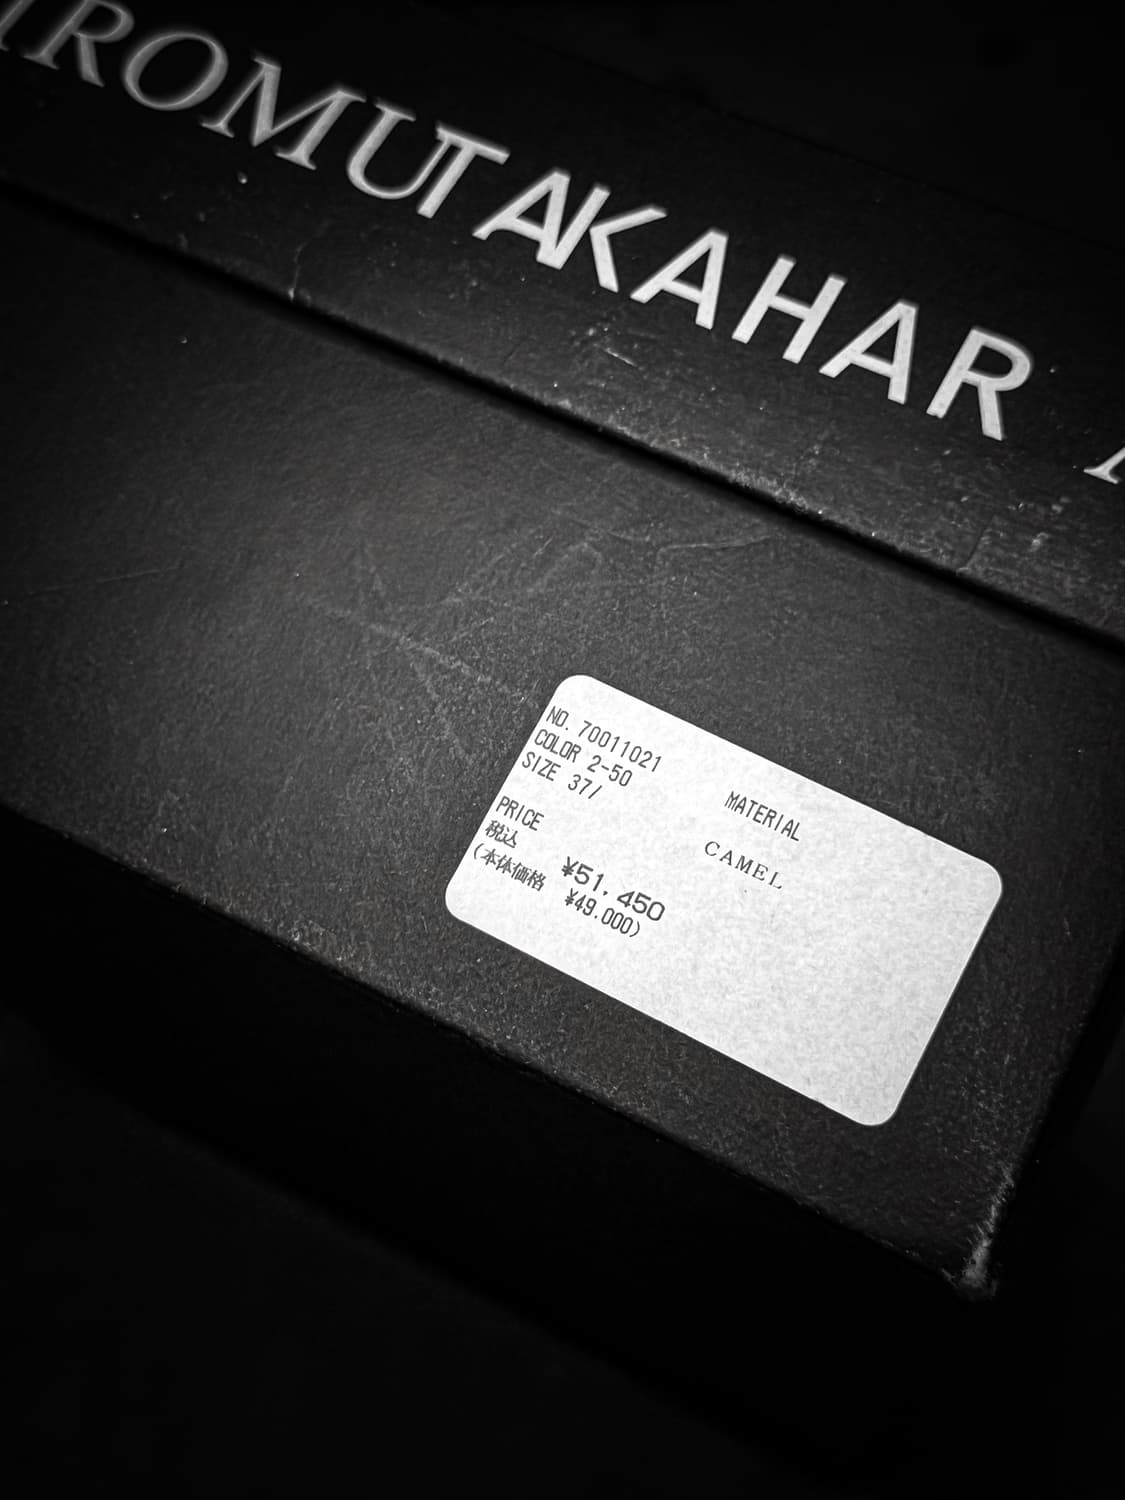 IROMUTAKAHAR
NO. 70011021
COLOR 2-50
SIZE 37/
MATERIAL
CAMEL
PRICE
税込 ¥51,450
(本体価格 ¥49.000)